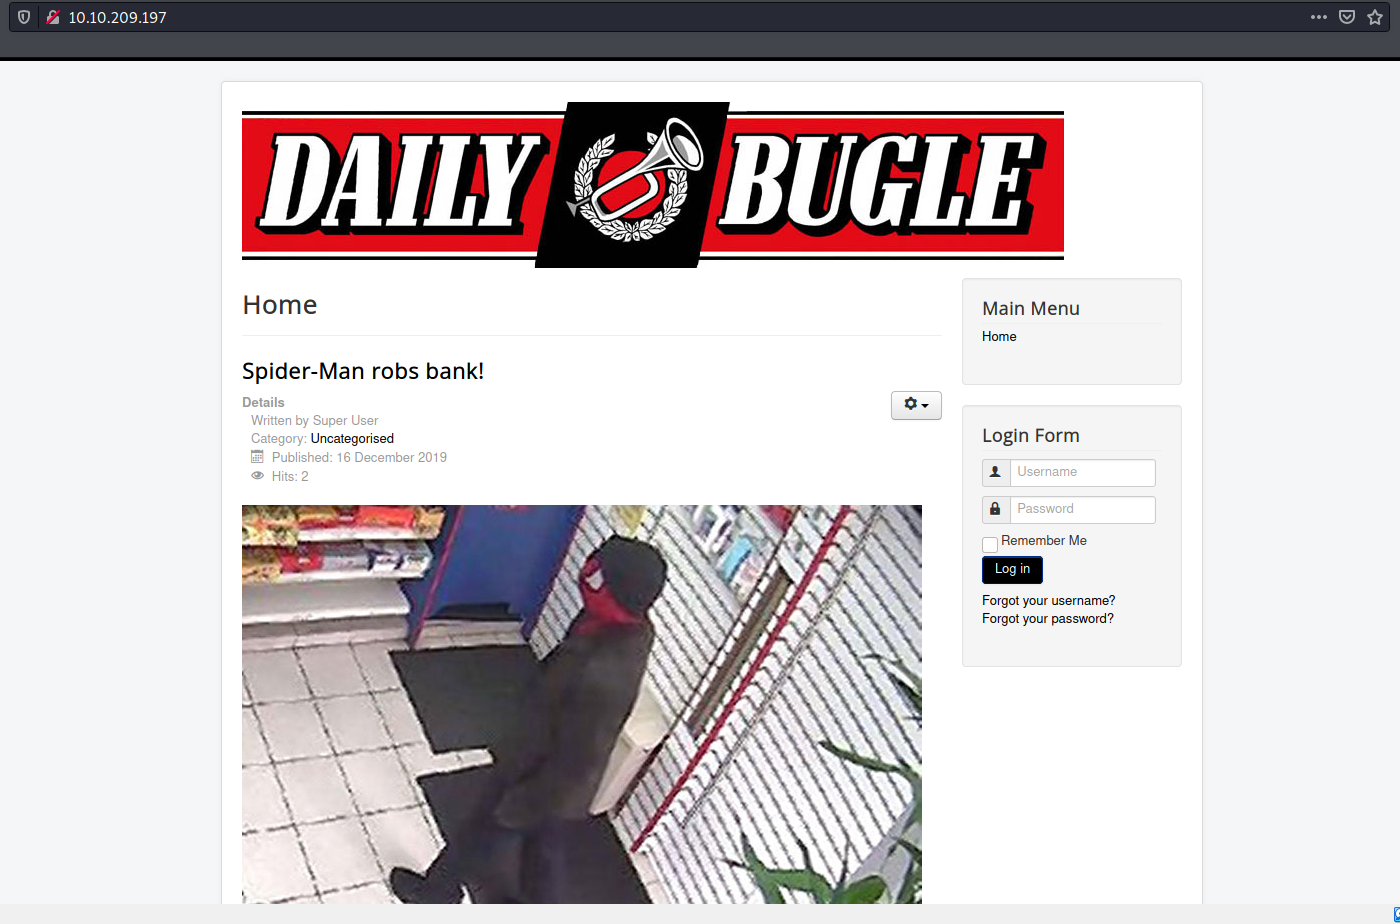 10.10.209.197
DAILY BUGLE
Home
Spider-Man robs bank!
Details
Written by Super User
Category: Uncategorised
Published: 16 December 2019
Hits: 2
Main Menu
Home
Login Form
Username
Password
Remember Me
Log in
Forgot your username?
Forgot your password?